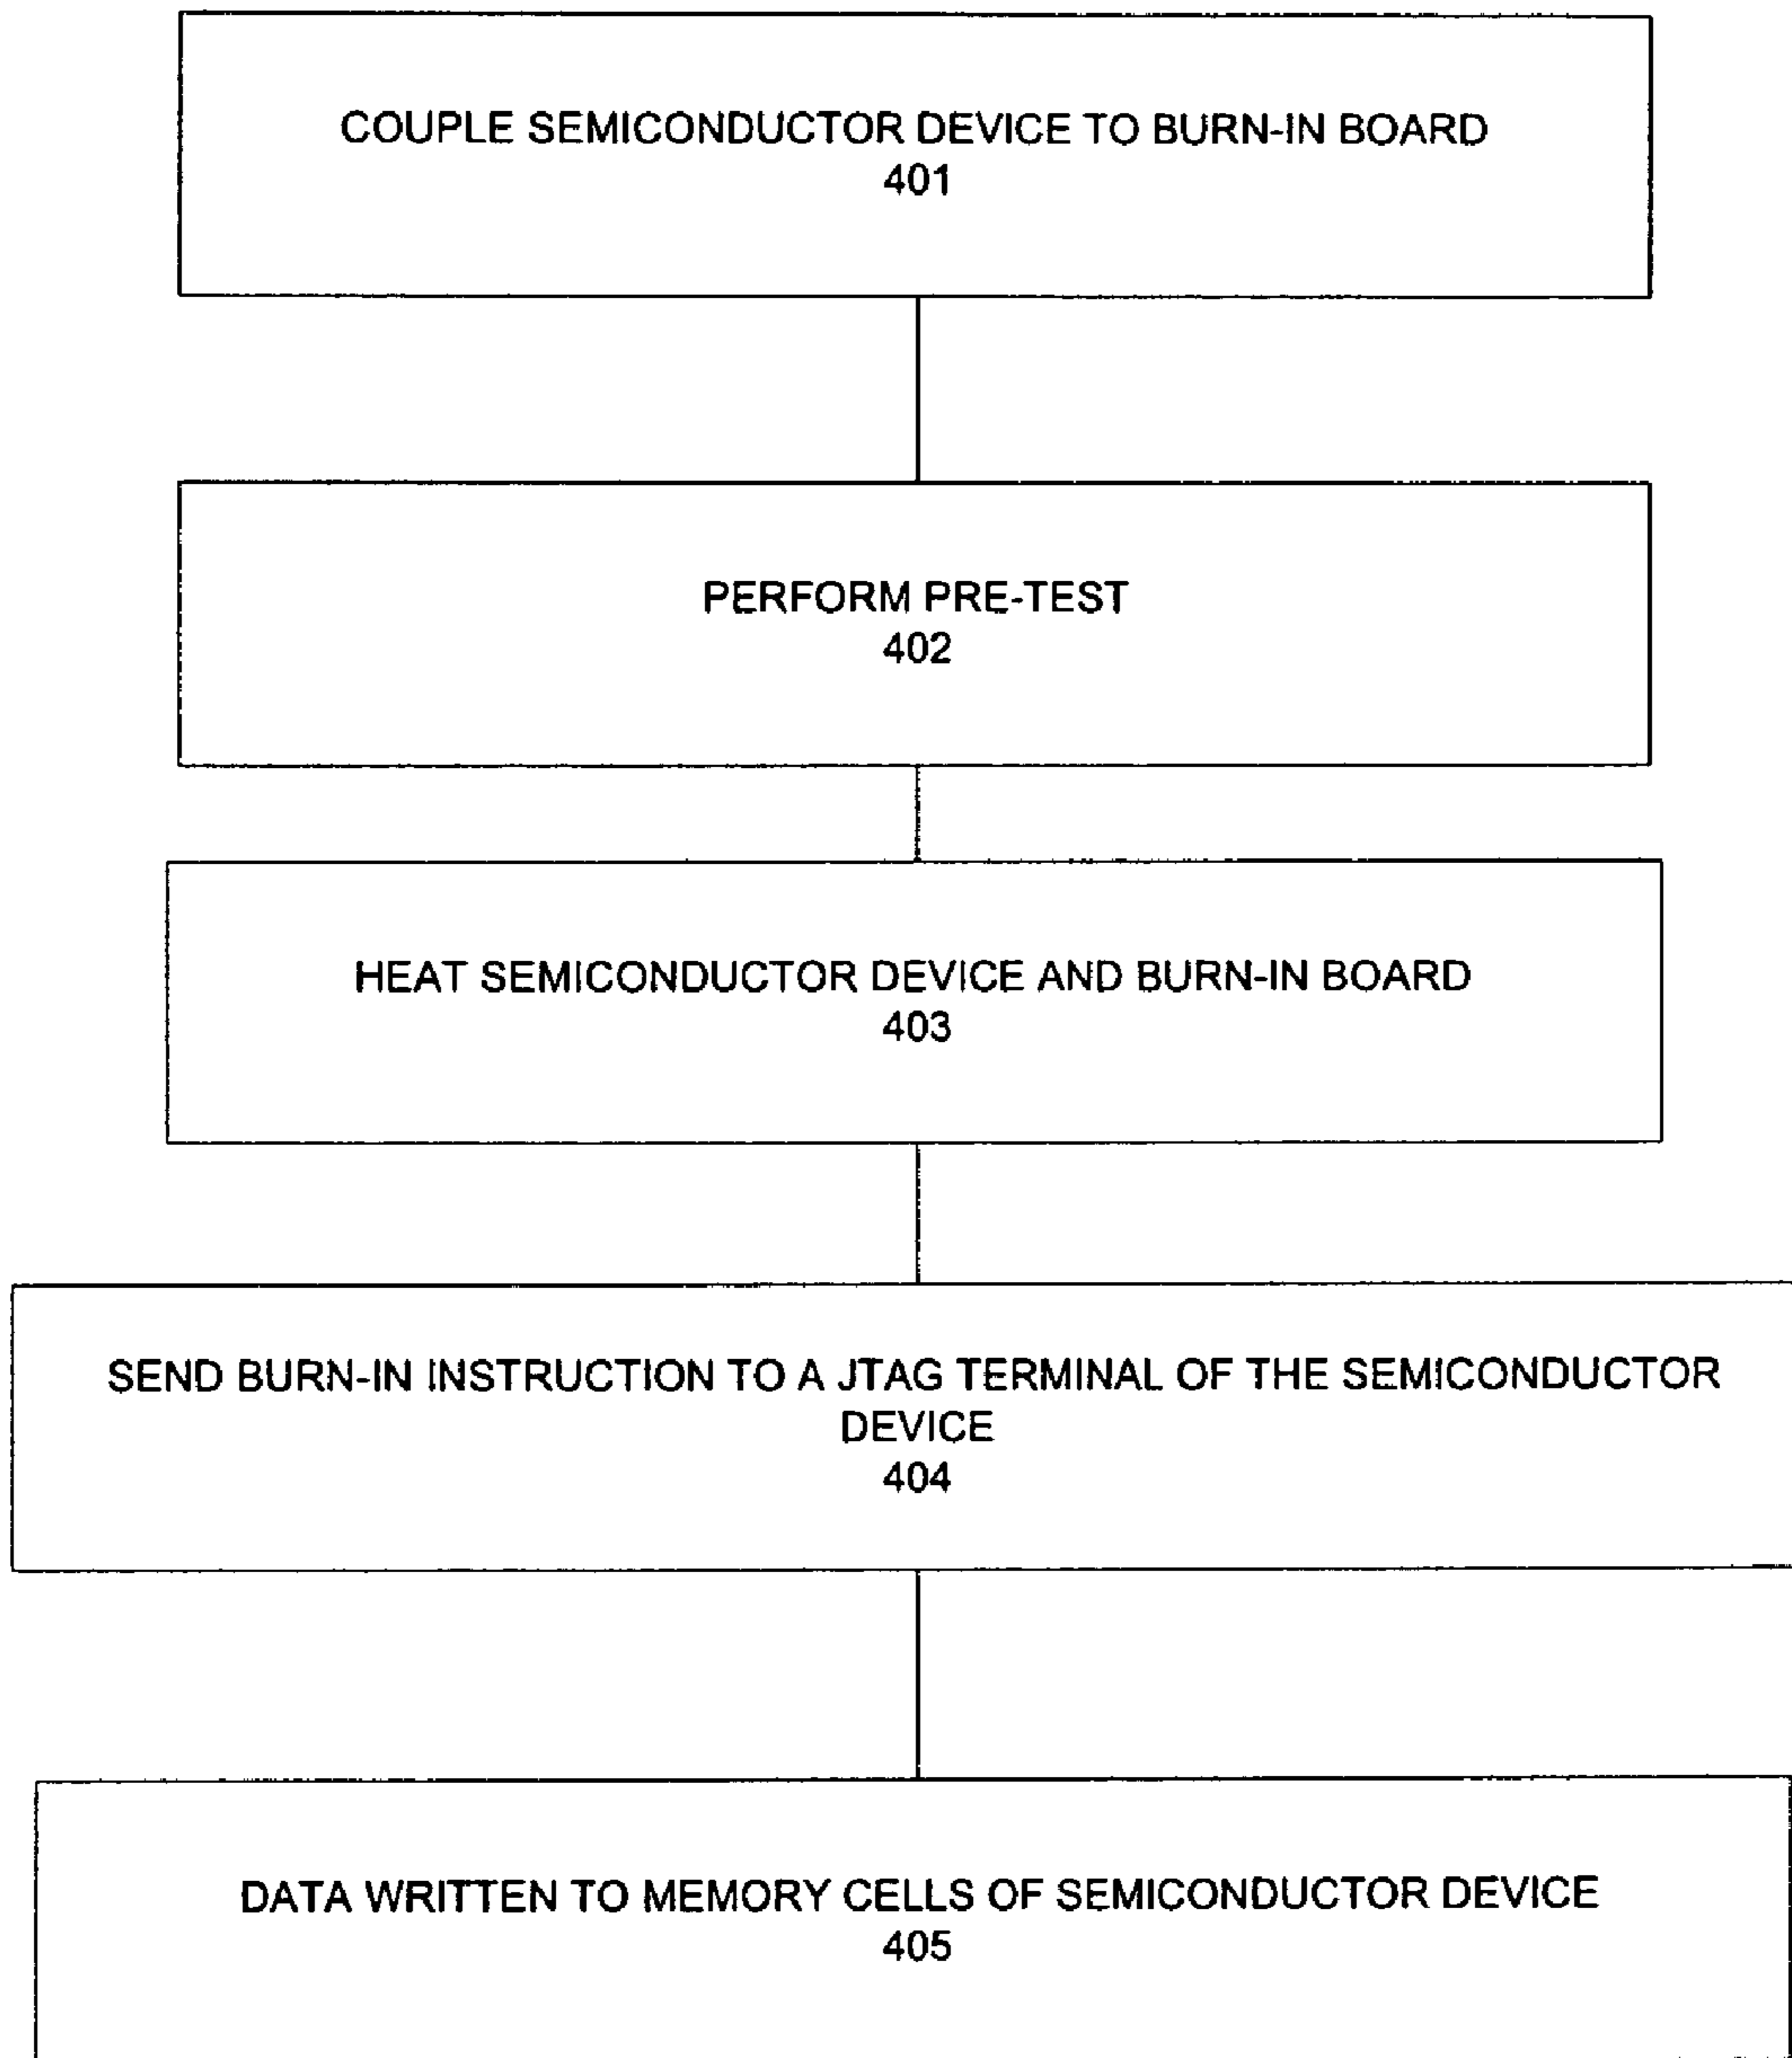 COUPLE SEMICONDUCTOR DEVICE TO BURN-IN BOARD
401
PERFORM PRE-TEST
402
HEAT SEMICONDUCTOR DEVICE AND BURN-IN BOARD
403
SEND BURN-IN INSTRUCTION TO A JTAG TERMINAL OF THE SEMICONDUCTOR
DEVICE
404
DATA WRITTEN TO MEMORY CELLS OF SEMICONDUCTOR DEVICE
405